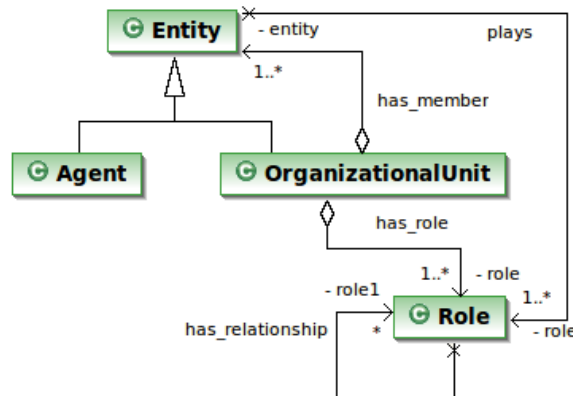 © Entity
- entity
plays
1..*
has_member
© Agent
© OrganizationalUnit
has_role
1..*
- role
- role1
1..*
has_relationship
*
© Role
- role